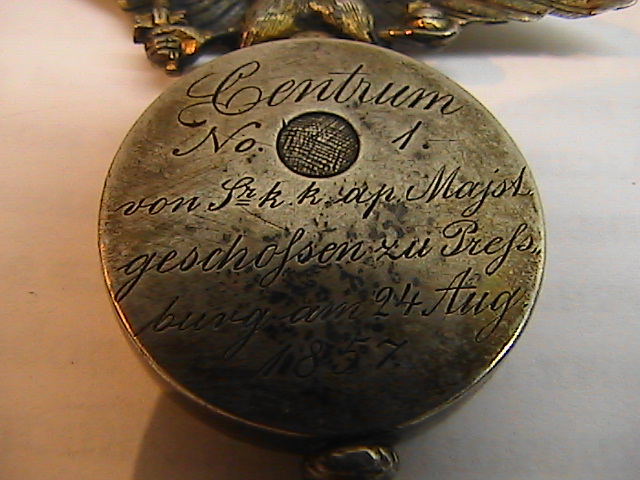 Centrum
No. 1.
von Sr. k. k. ap. Majst.
geschoſsen zu Preſs,
burg am 24 Aug.
1857.